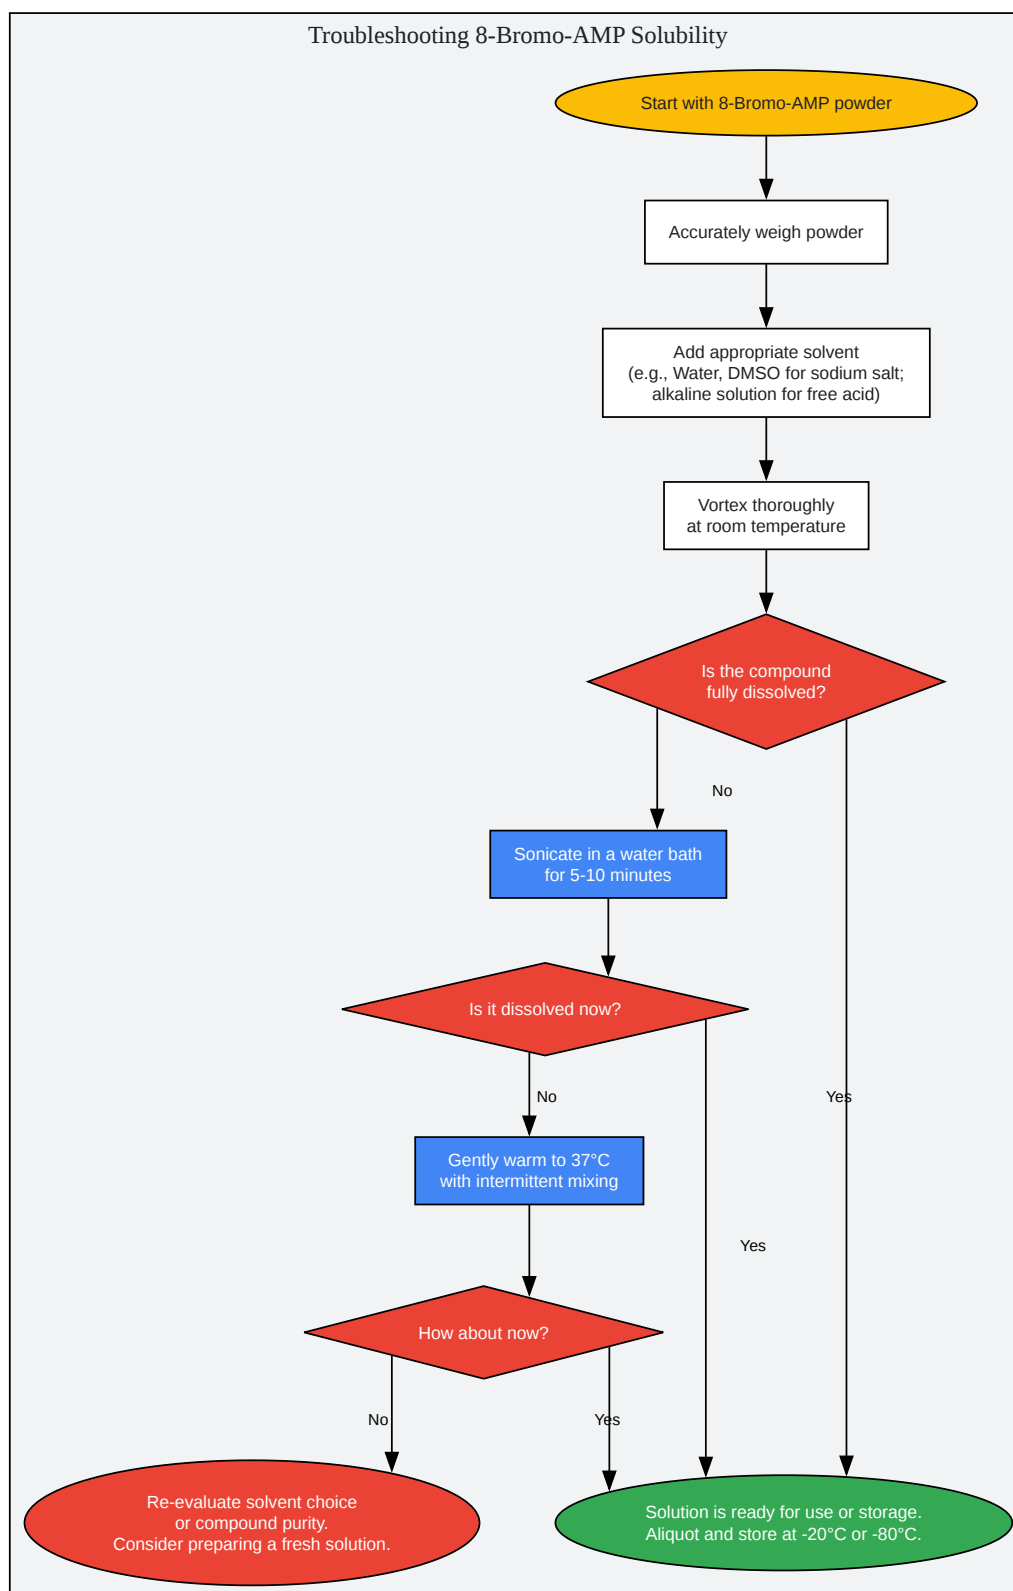 Troubleshooting 8-Bromo-AMP Solubility
Start with 8-Bromo-AMP powder
Accurately weigh powder
Add appropriate solvent
(e.g., Water, DMSO for sodium salt;
alkaline solution for free acid)
Vortex thoroughly
at room temperature
Is the compound
fully dissolved?
No
Sonicate in a water bath
for 5-10 minutes
Is it dissolved now?
No
Yes
Gently warm to 37°C
with intermittent mixing
Yes
How about now?
No
Yes
Re-evaluate solvent choice
or compound purity.
Consider preparing a fresh solution.
Solution is ready for use or storage.
Aliquot and store at -20°C or -80°C.